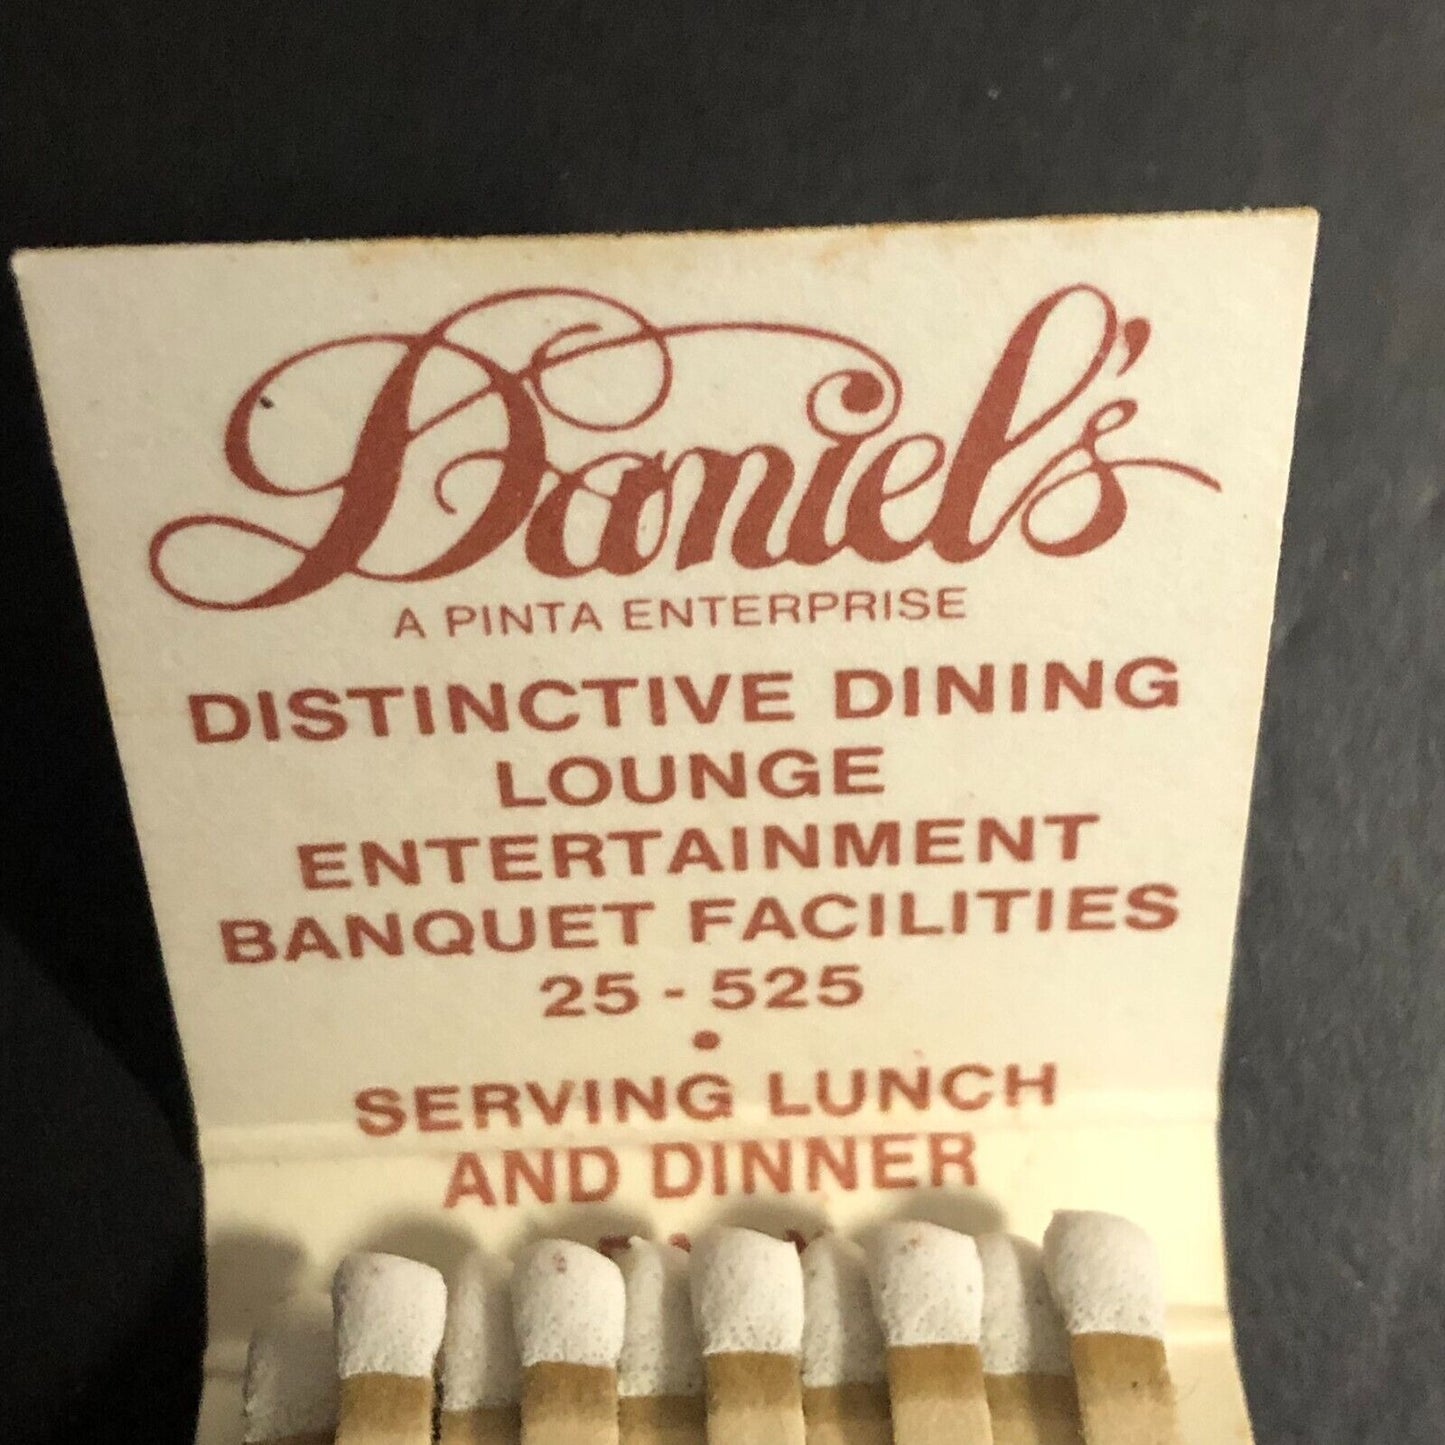 Daniel's
A PINTA ENTERPRISE
DISTINCTIVE DINING
LOUNGE
ENTERTAINMENT
BANQUET FACILITIES
25 - 525
•
SERVING LUNCH
AND DINNER